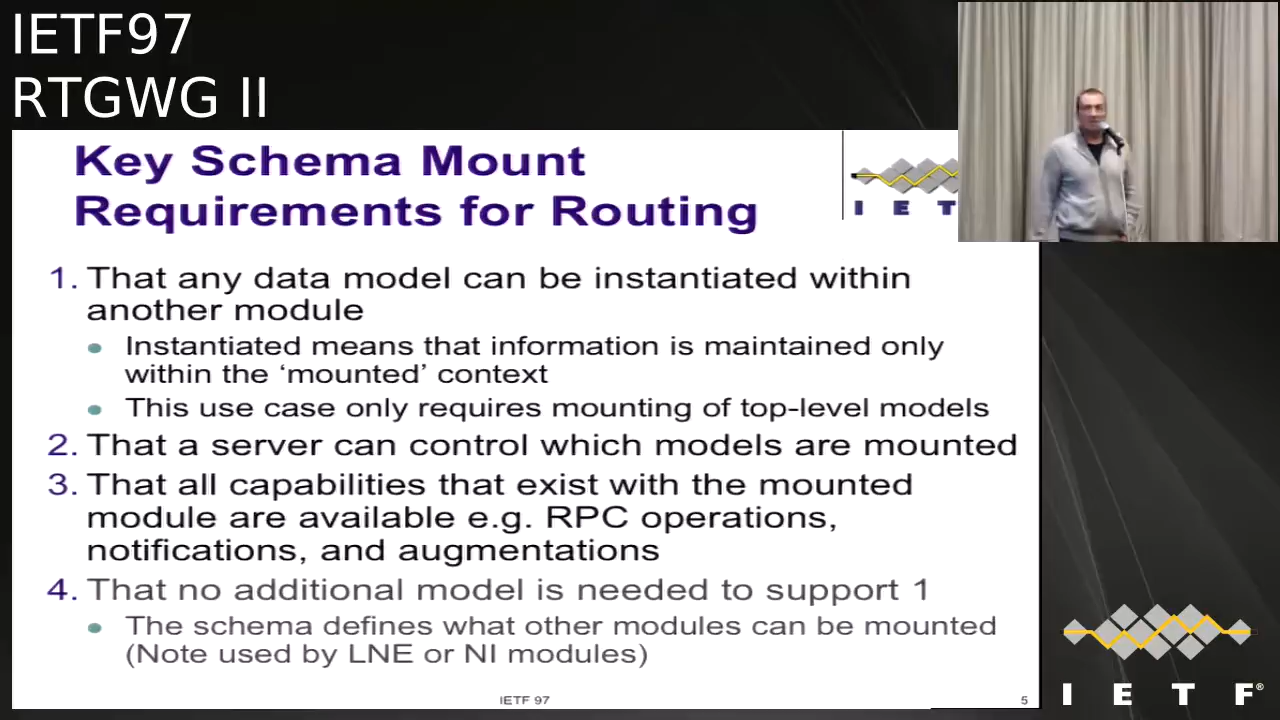 IETF97
RTGWG II
Key Schema Mount
Requirements for Routing
I E T
1. That any data model can be instantiated within
another module
Instantiated means that information is maintained only
within the ‘mounted’ context
This use case only requires mounting of top-level models
2. That a server can control which models are mounted
3. That all capabilities that exist with the mounted
module are available e.g. RPC operations,
notifications, and augmentations
4. That no additional model is needed to support 1
The schema defines what other modules can be mounted
(Note used by LNE or NI modules)
IETF 97
5
I E T F®